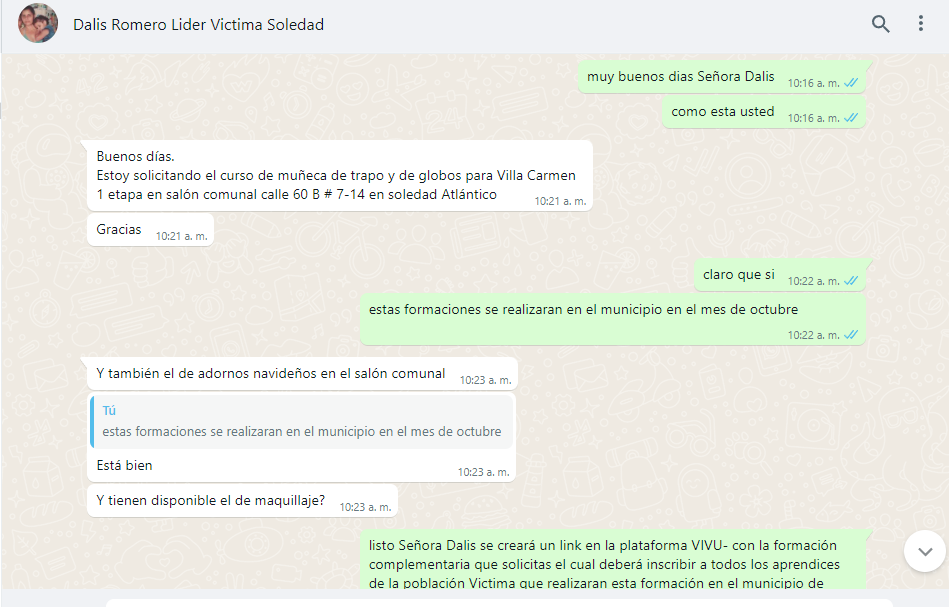 Dalis Romero Lider Victima Soledad
muy buenos dias Señora Dalis 10:16 a. m.
como esta usted 10:16 a. m.
Buenos días.
Estoy solicitando el curso de muñeca de trapo y de globos para Villa Carmen
1 etapa en salón comunal calle 60 B # 7-14 en soledad Atlántico 10:21 a. m.
Gracias 10:21 a. m.
claro que si 10:22 a. m.
estas formaciones se realizaran en el municipio en el mes de octubre
10:22 a. m.
Y también el de adornos navideños en el salón comunal 10:23 a. m.
Tú
estas formaciones se realizaran en el municipio en el mes de octubre
Está bien 10:23 a. m.
Y tienen disponible el de maquillaje? 10:23 a. m.
listo Señora Dalis se creará un link en la plataforma VIVU- con la formación
complementaria que solicitas el cual deberá inscribir a todos los aprendices
de la población Victima que realizaran esta formación en el municipio de